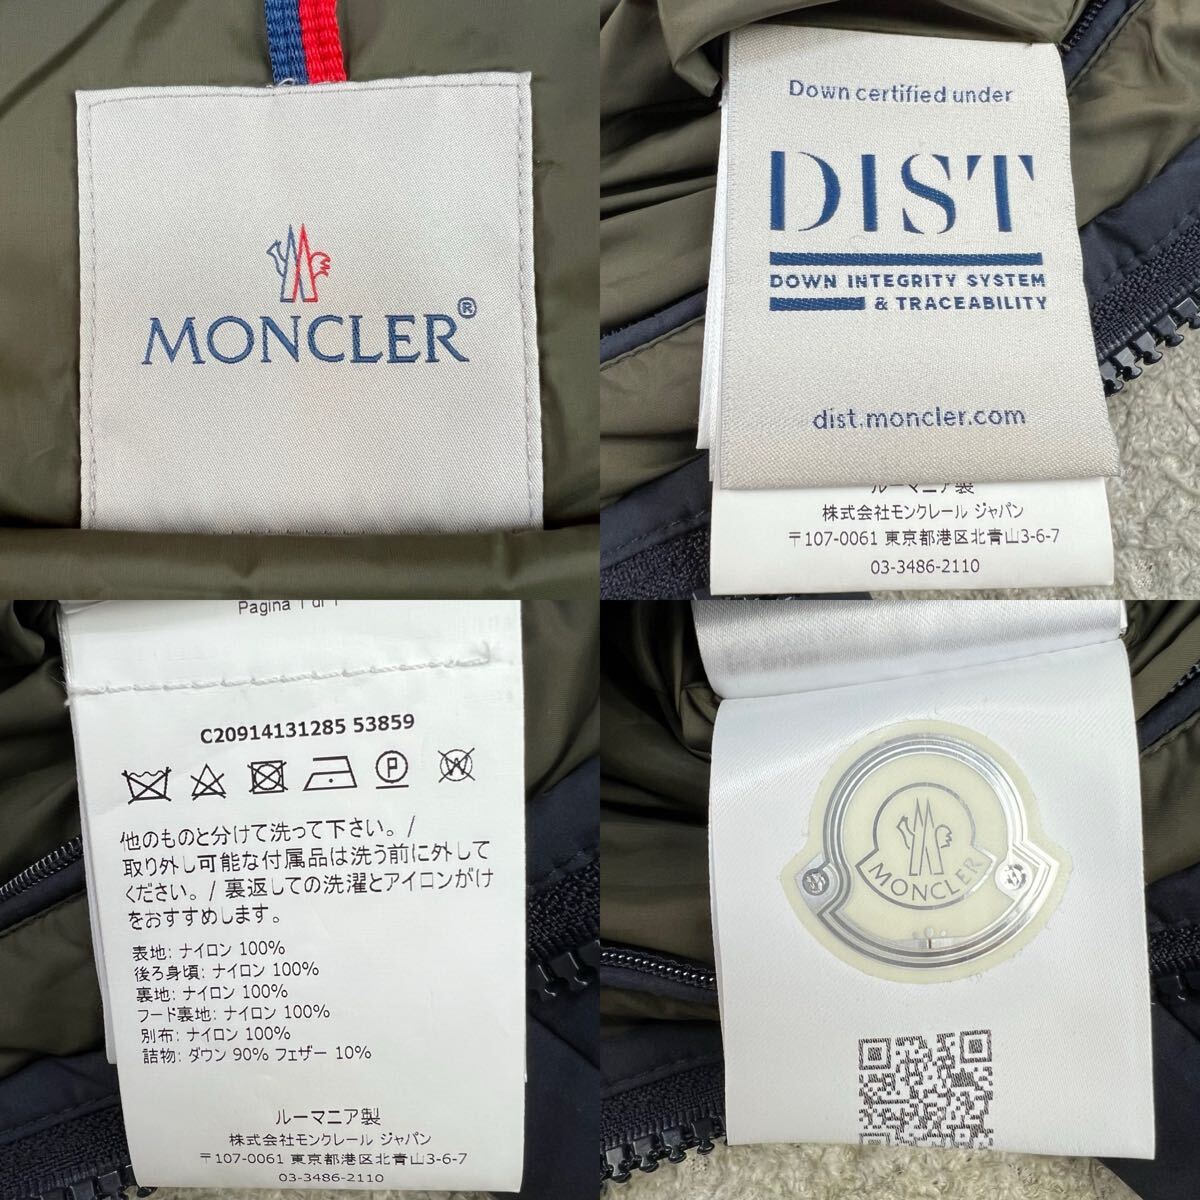 MONCLER®
Down certified under
DIST
DOWN INTEGRITY SYSTEM
& TRACEABILITY
dist.moncler.com
ルーマニア製
株式会社モンクレール ジャパン
〒107-0061 東京都港区北青山3-6-7
03-3486-2110
Pagina 1 di 1
C20914131285 53859
P
W
他のものと分けて洗って下さい。/
取り外し可能な付属品は洗う前に外して
ください。/ 裏返しての洗濯とアイロンがけ
をおすすめします。
表地: ナイロン 100%
後ろ身頃: ナイロン 100%
裏地: ナイロン 100%
フード裏地: ナイロン 100%
別布: ナイロン 100%
詰物: ダウン 90% フェザー 10%
ルーマニア製
株式会社モンクレール ジャパン
〒107-0061 東京都港区北青山3-6-7
03-3486-2110
MONCLER